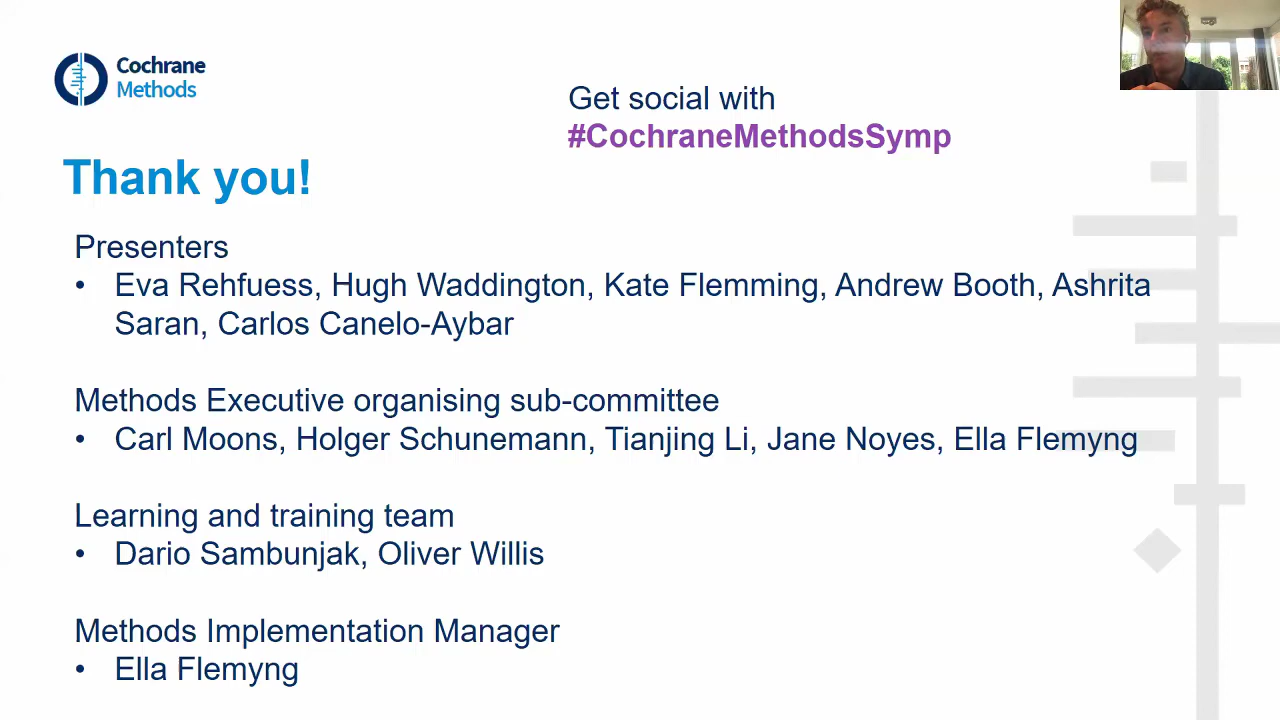 Cochrane
Methods
Get social with
#CochraneMethodsSymp
Thank you!
Presenters
• Eva Rehfuess, Hugh Waddington, Kate Flemming, Andrew Booth, Ashrita
Saran, Carlos Canelo-Aybar
Methods Executive organising sub-committee
• Carl Moons, Holger Schunemann, Tianjing Li, Jane Noyes, Ella Flemyng
Learning and training team
• Dario Sambunjak, Oliver Willis
Methods Implementation Manager
• Ella Flemyng